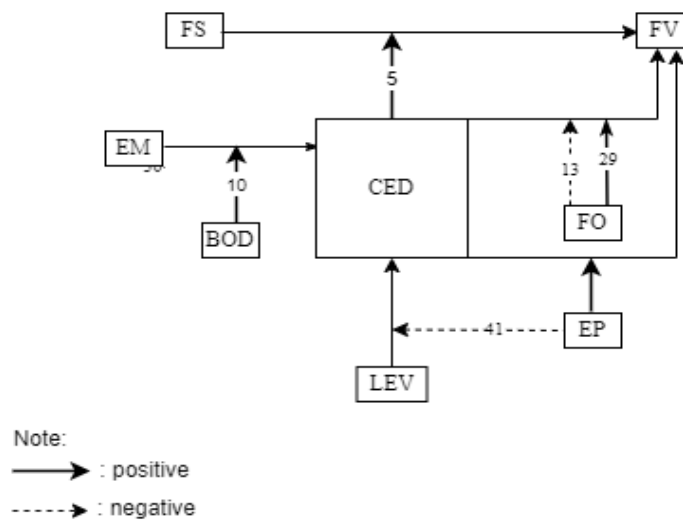 FS
FV
5
EM
10
BOD
CED
13
29
FO
41
EP
LEV
Note:
: positive
: negative